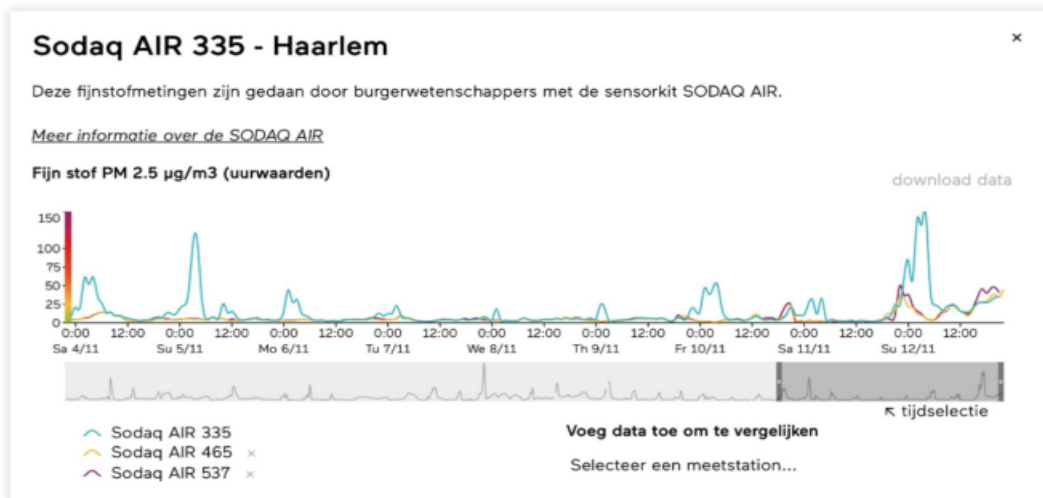 Sodaq AIR 335 - Haarlem
×
Deze fijnstofmetingen zijn gedaan door burgerwetenschappers met de sensorkit SODAQ AIR.
Meer informatie over de SODAQ AIR
Fijn stof PM 2.5 µg/m3 (uurwaarden)
download data
150
100
75
50
25
0
0:00 12:00 0:00 12:00 0:00 12:00 0:00 12:00 0:00 12:00 0:00 12:00 0:00 12:00 0:00 12:00 0:00 12:00
Sa 4/11 Su 5/11 Mo 6/11 Tu 7/11 We 8/11 Th 9/11 Fr 10/11 Sa 11/11 Su 12/11
↖ tijdselectie
Sodaq AIR 335
Sodaq AIR 465 ×
Sodaq AIR 537 ×
Voeg data toe om te vergelijken
Selecteer een meetstation...